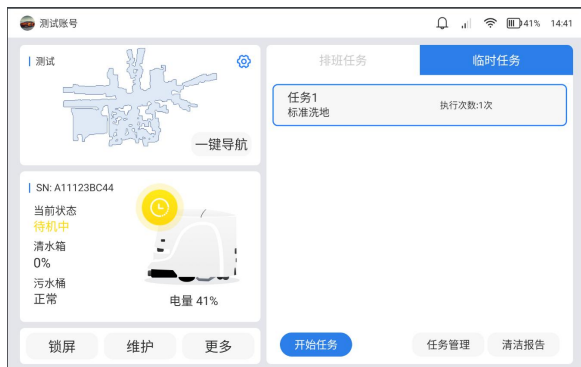 测试账号
41% 14:41
测试
一键导航
SN: A11123BC44
当前状态
待机中
清水箱
0%
污水桶
正常
电量 41%
锁屏 维护 更多
排班任务 临时任务
任务1
标准洗地
执行次数:1次
开始任务 任务管理 清洁报告